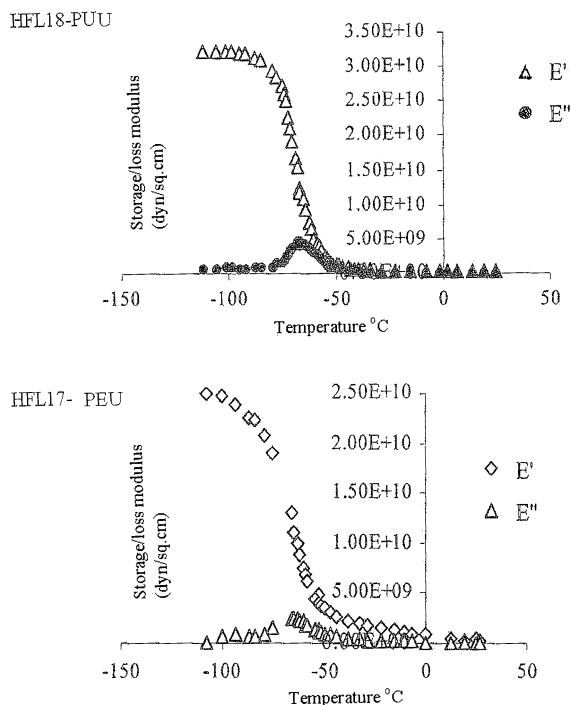 HFL18-PUU
3.50E+10
3.00E+10
2.50E+10
2.00E+10
1.50E+10
1.00E+10
5.00E+09
E'
E"
Storage/loss modulus
(dyn/sq.cm)
-150
-100
-50
0
50
Temperature °C
HFL17- PEU
2.50E+10
2.00E+10
1.50E+10
1.00E+10
5.00E+09
E'
E"
Storage/loss modulus
(dyn/sq.cm)
-150
-100
-50
0
50
Temperature °C